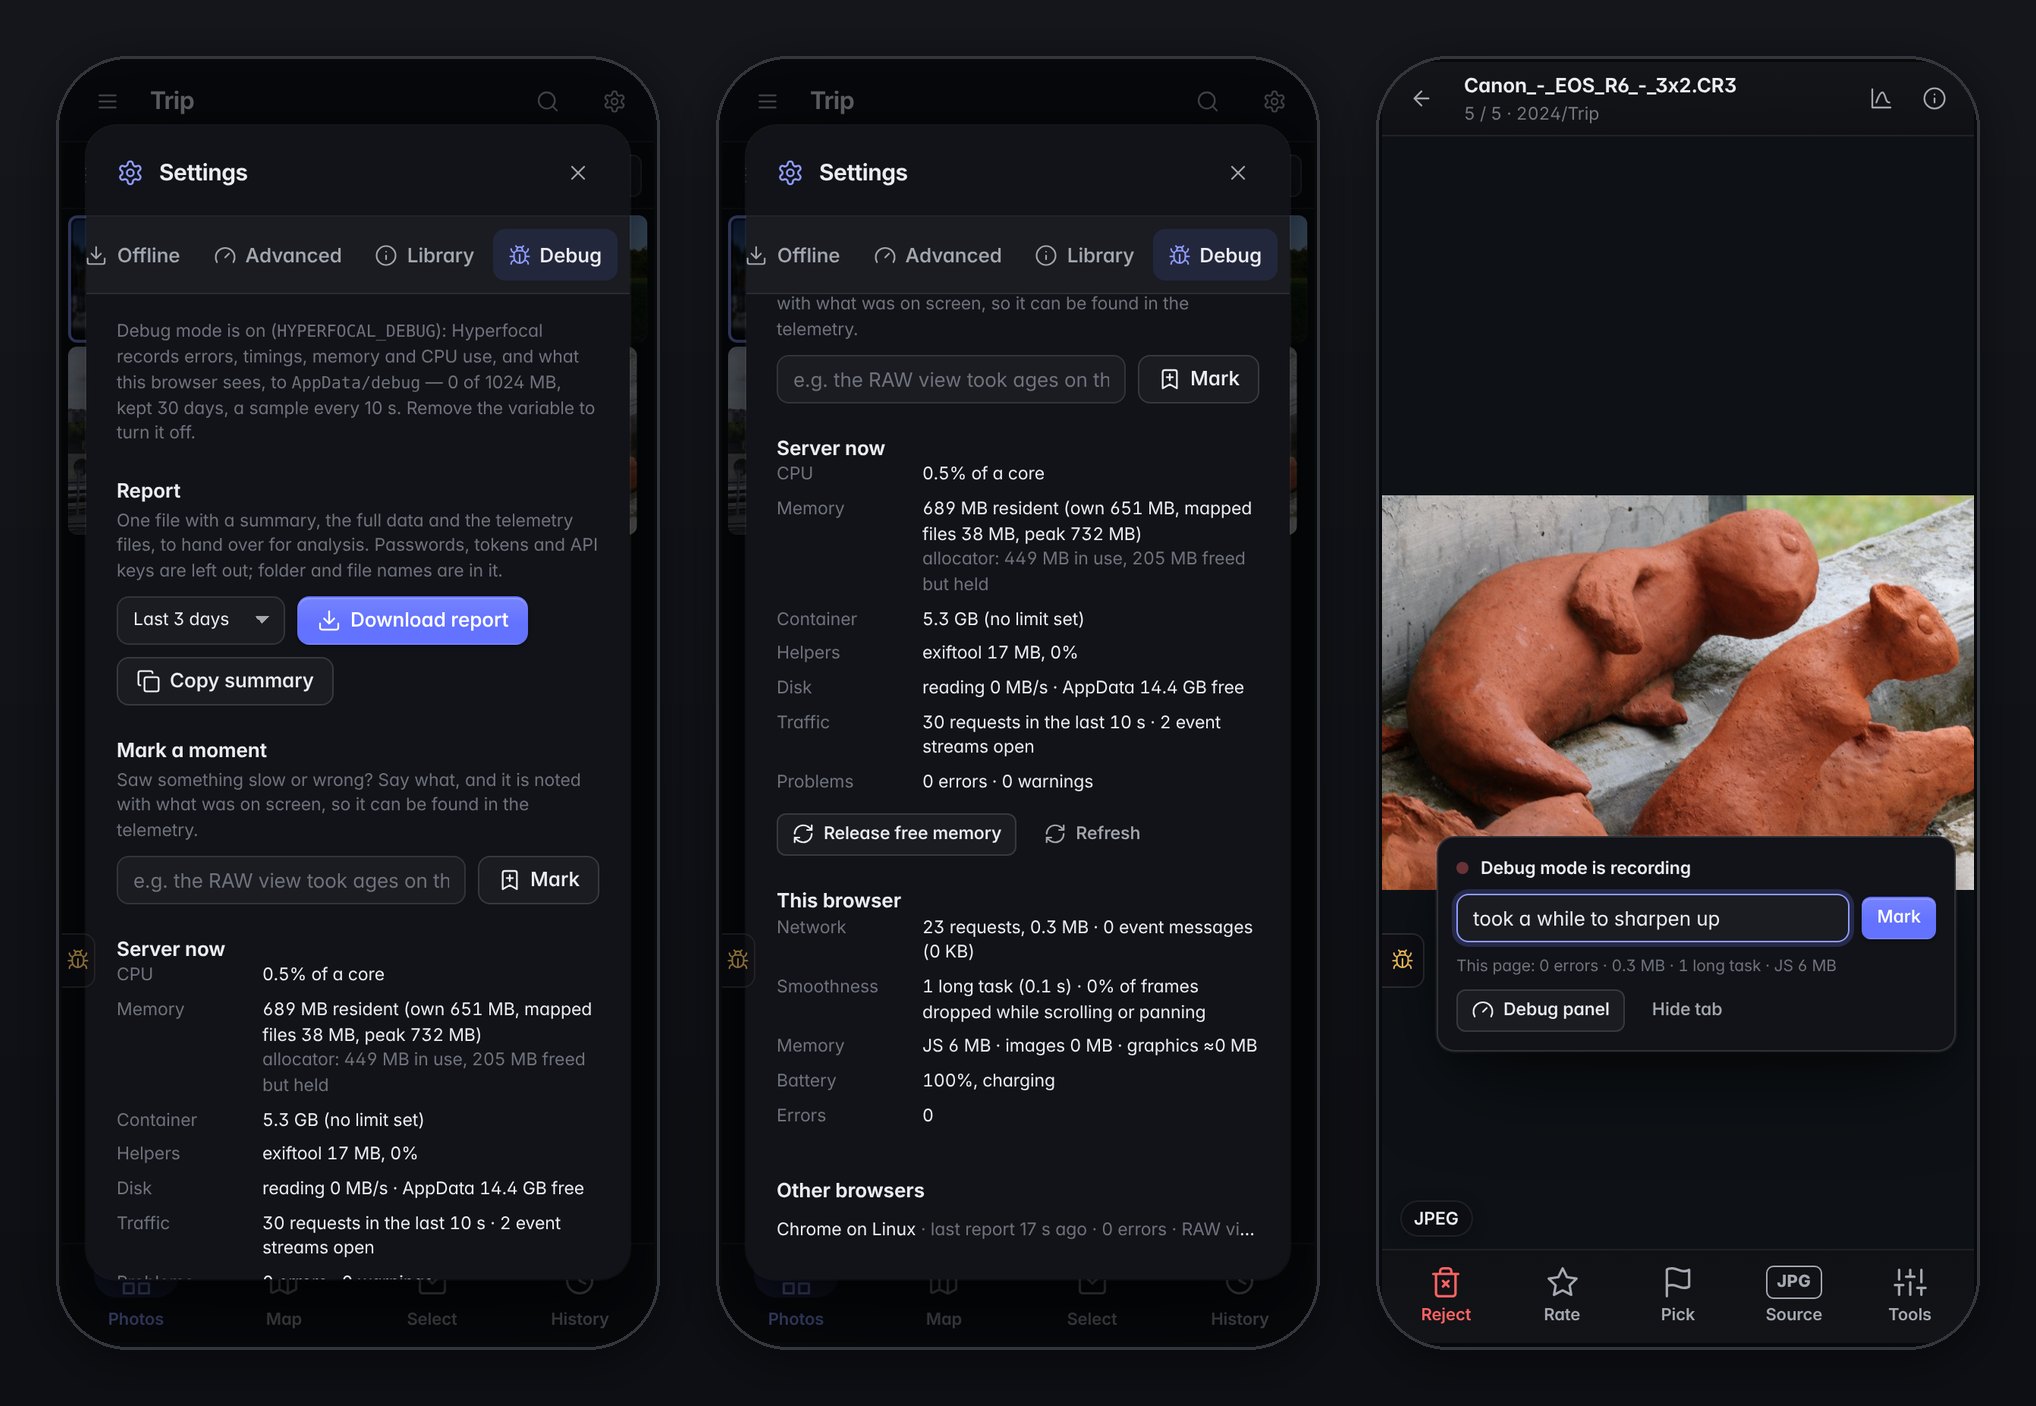 Trip
Settings
Offline
Advanced
Library
Debug
Debug mode is on (HYPERFOCAL_DEBUG): Hyperfocal
records errors, timings, memory and CPU use, and what
this browser sees, to AppData/debug — 0 of 1024 MB,
kept 30 days, a sample every 10 s. Remove the variable to
turn it off.
Report
One file with a summary, the full data and the telemetry
files, to hand over for analysis. Passwords, tokens and API
keys are left out; folder and file names are in it.
Last 3 days
Download report
Copy summary
Mark a moment
Saw something slow or wrong? Say what, and it is noted
with what was on screen, so it can be found in the
telemetry.
e.g. the RAW view took ages on th
Mark
Server now
CPU 0.5% of a core
Memory 689 MB resident (own 651 MB, mapped
files 38 MB, peak 732 MB)
allocator: 449 MB in use, 205 MB freed
but held
Container 5.3 GB (no limit set)
Helpers exiftool 17 MB, 0%
Disk reading 0 MB/s · AppData 14.4 GB free
Traffic 30 requests in the last 10 s · 2 event
streams open
Photos
Map
Select
History
Trip
Settings
Offline
Advanced
Library
Debug
with what was on screen, so it can be found in the
telemetry.
e.g. the RAW view took ages on th
Mark
Server now
CPU 0.5% of a core
Memory 689 MB resident (own 651 MB, mapped
files 38 MB, peak 732 MB)
allocator: 449 MB in use, 205 MB freed
but held
Container 5.3 GB (no limit set)
Helpers exiftool 17 MB, 0%
Disk reading 0 MB/s · AppData 14.4 GB free
Traffic 30 requests in the last 10 s · 2 event
streams open
Problems 0 errors · 0 warnings
Release free memory
Refresh
This browser
Network 23 requests, 0.3 MB · 0 event messages
(0 KB)
Smoothness 1 long task (0.1 s) · 0% of frames
dropped while scrolling or panning
Memory JS 6 MB · images 0 MB · graphics ≈0 MB
Battery 100%, charging
Errors 0
Other browsers
Chrome on Linux · last report 17 s ago · 0 errors · RAW vi...
Photos
Map
Select
History
Canon_-_EOS_R6_-_3x2.CR3
5 / 5 · 2024/Trip
Debug mode is recording
took a while to sharpen up
Mark
This page: 0 errors · 0.3 MB · 1 long task · JS 6 MB
Debug panel
Hide tab
JPEG
JPG
Reject
Rate
Pick
Source
Tools